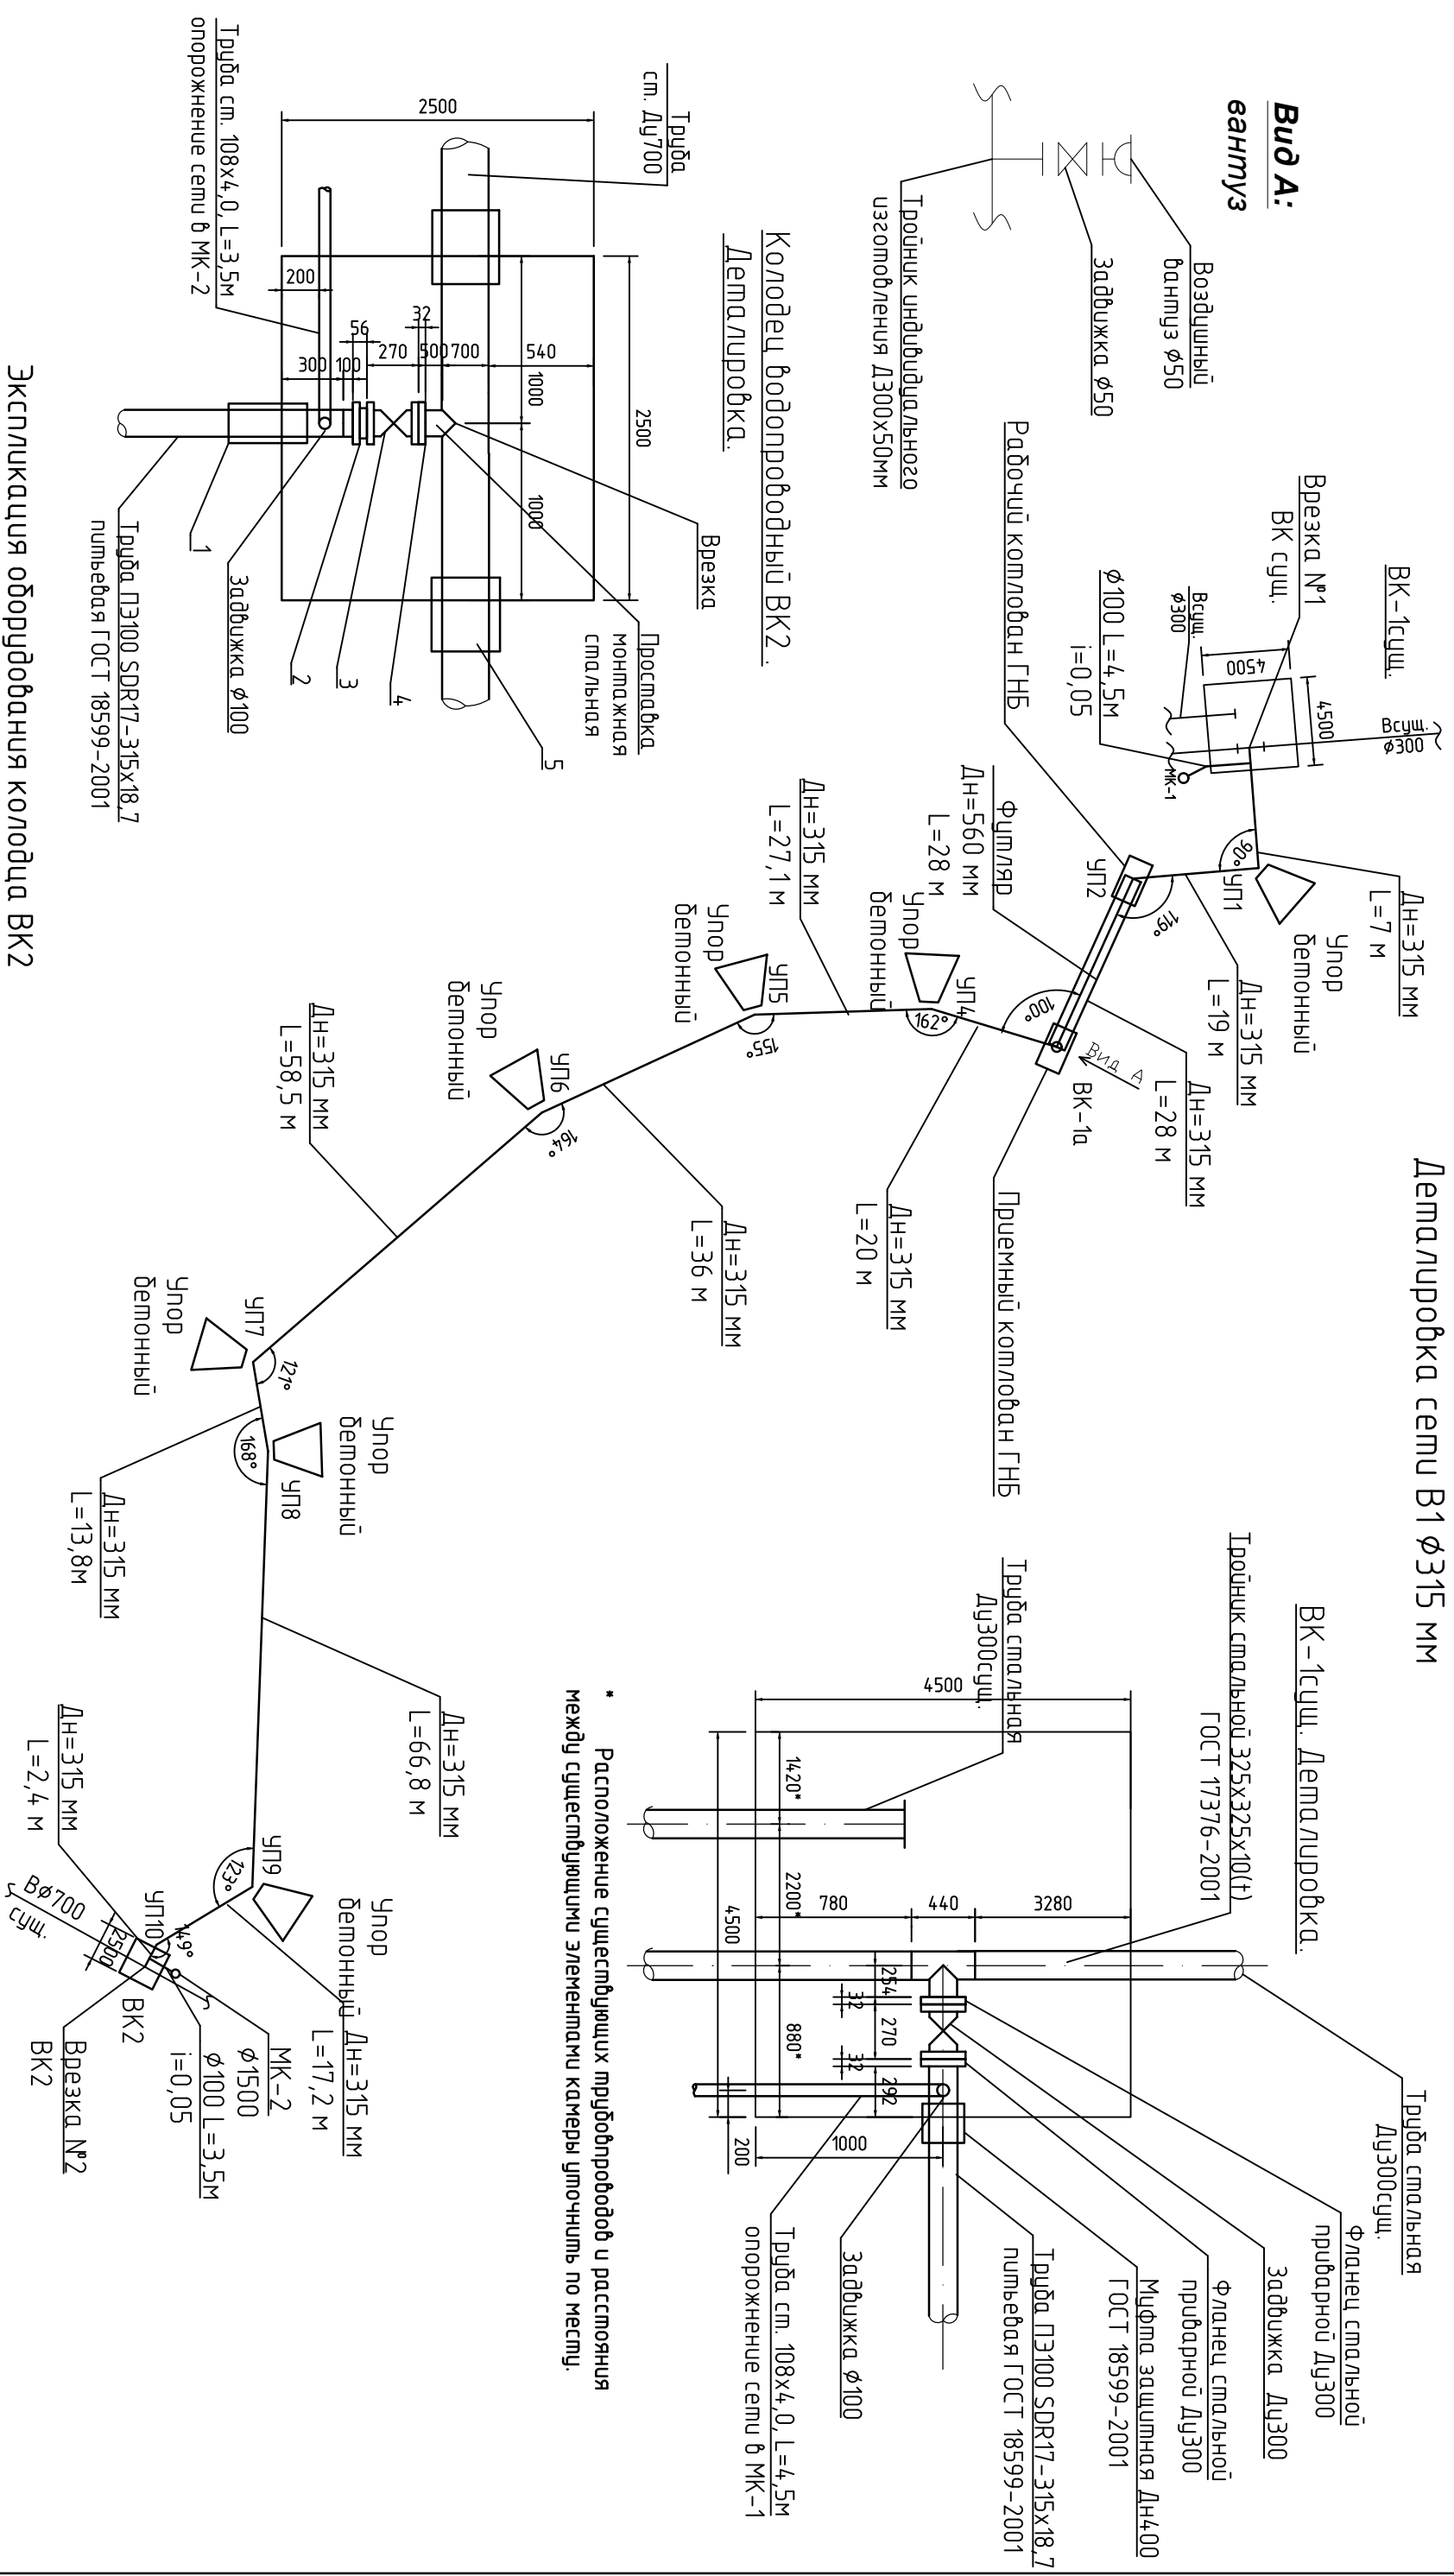 Деталировка сети В1 ϕ315 мм
Вид А:
вантуз
Воздушный
вантуз ϕ50
Задвижка ϕ50
Тройник индивидуального
изготовления Д300х50мм
ВК-1сущ.
Врезка №1
ВК сущ.
Всущ.
ϕ300
Всущ.
ϕ300
4500
4500
ϕ100 L=4,5м
i=0,05
МК-1
Рабочий котлован ГНБ
Дн=315 мм
L=7 м
90°
УП1
Упор
бетонный
Дн=315 мм
L=19 м
УП2
119°
Футляр
Дн=560 мм
L=28 м
Дн=315 мм
L=28 м
Вид А
ВК-1а
100°
Приемный котлован ГНБ
Дн=315 мм
L=20 м
УП4
162°
Упор
бетонный
Дн=315 мм
L=27,1 м
УП5
155°
Упор
бетонный
Дн=315 мм
L=36 м
УП6
164°
Упор
бетонный
Дн=315 мм
L=58,5 м
УП7
121°
Упор
бетонный
Дн=315 мм
L=13,8м
168°
УП8
Упор
бетонный
Дн=315 мм
L=66,8 м
УП9
123°
Упор
бетонный
Дн=315 мм
L=17,2 м
УП10
149°
Дн=315 мм
L=2,4 м
Вϕ700
сущ.
2500
ВК2
МК-2
ϕ1500
ϕ100 L=3,5м
i=0,05
Врезка №2
ВК2
ВК-1сущ. Деталировка.
Тройник стальной 325х325х10(t)
ГОСТ 17376-2001
Труба стальная
Ду300сущ.
Труба стальная
Ду300сущ.
Фланец стальной
приварной Ду300
Задвижка Ду300
Фланец стальной
приварной Ду300
Муфта защитная Дн400
ГОСТ 18599-2001
Труба ПЭ100 SDR17-315х18,7
питьевая ГОСТ 18599-2001
Задвижка ϕ100
Труба ст. 108х4,0, L=4,5м
опорожнение сети в МК-1
4500
1420*
2200*
880*
4500
780
440
3280
254
32
270
32
292
1000
200
* Расположение существующих трубовпроводов и расстояния
между существующими элементами камеры уточнить по месту.
Колодец водопроводный ВК2 .
Деталировка.
Труба
ст. Ду700
2500
2500
Врезка
Проставка
монтажная
стальная
540
1000
1000
700
500
32
270
56
100
300
200
1
2
3
4
5
Задвижка ϕ100
Труба ст. 108х4,0, L=3,5м
опорожнение сети в МК-2
Труба ПЭ100 SDR17-315х18,7
питьевая ГОСТ 18599-2001
Экспликация оборудования колодца ВК2